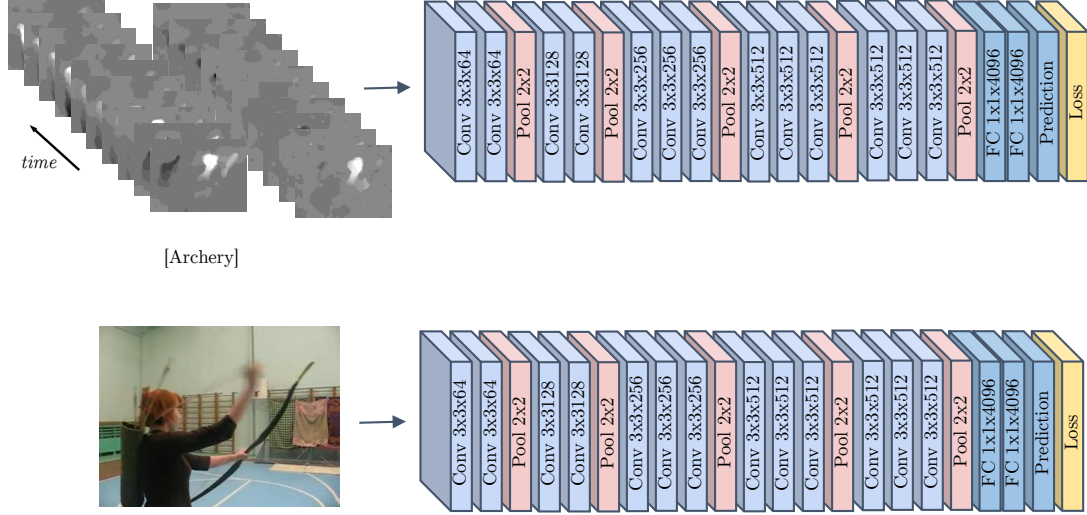 Conv 3x3x64
Conv 3x3x64
Pool 2x2
Conv 3x3128
Conv 3x3128
Pool 2x2
Conv 3x3x256
Conv 3x3x256
Conv 3x3x256
Pool 2x2
Conv 3x3x512
Conv 3x3x512
Conv 3x3x512
Pool 2x2
Conv 3x3x512
Conv 3x3x512
Conv 3x3x512
Pool 2x2
FC 1x1x4096
FC 1x1x4096
Prediction
Loss
time
[Archery]
Conv 3x3x64
Conv 3x3x64
Pool 2x2
Conv 3x3128
Conv 3x3128
Pool 2x2
Conv 3x3x256
Conv 3x3x256
Conv 3x3x256
Pool 2x2
Conv 3x3x512
Conv 3x3x512
Conv 3x3x512
Pool 2x2
Conv 3x3x512
Conv 3x3x512
Conv 3x3x512
Pool 2x2
FC 1x1x4096
FC 1x1x4096
Prediction
Loss